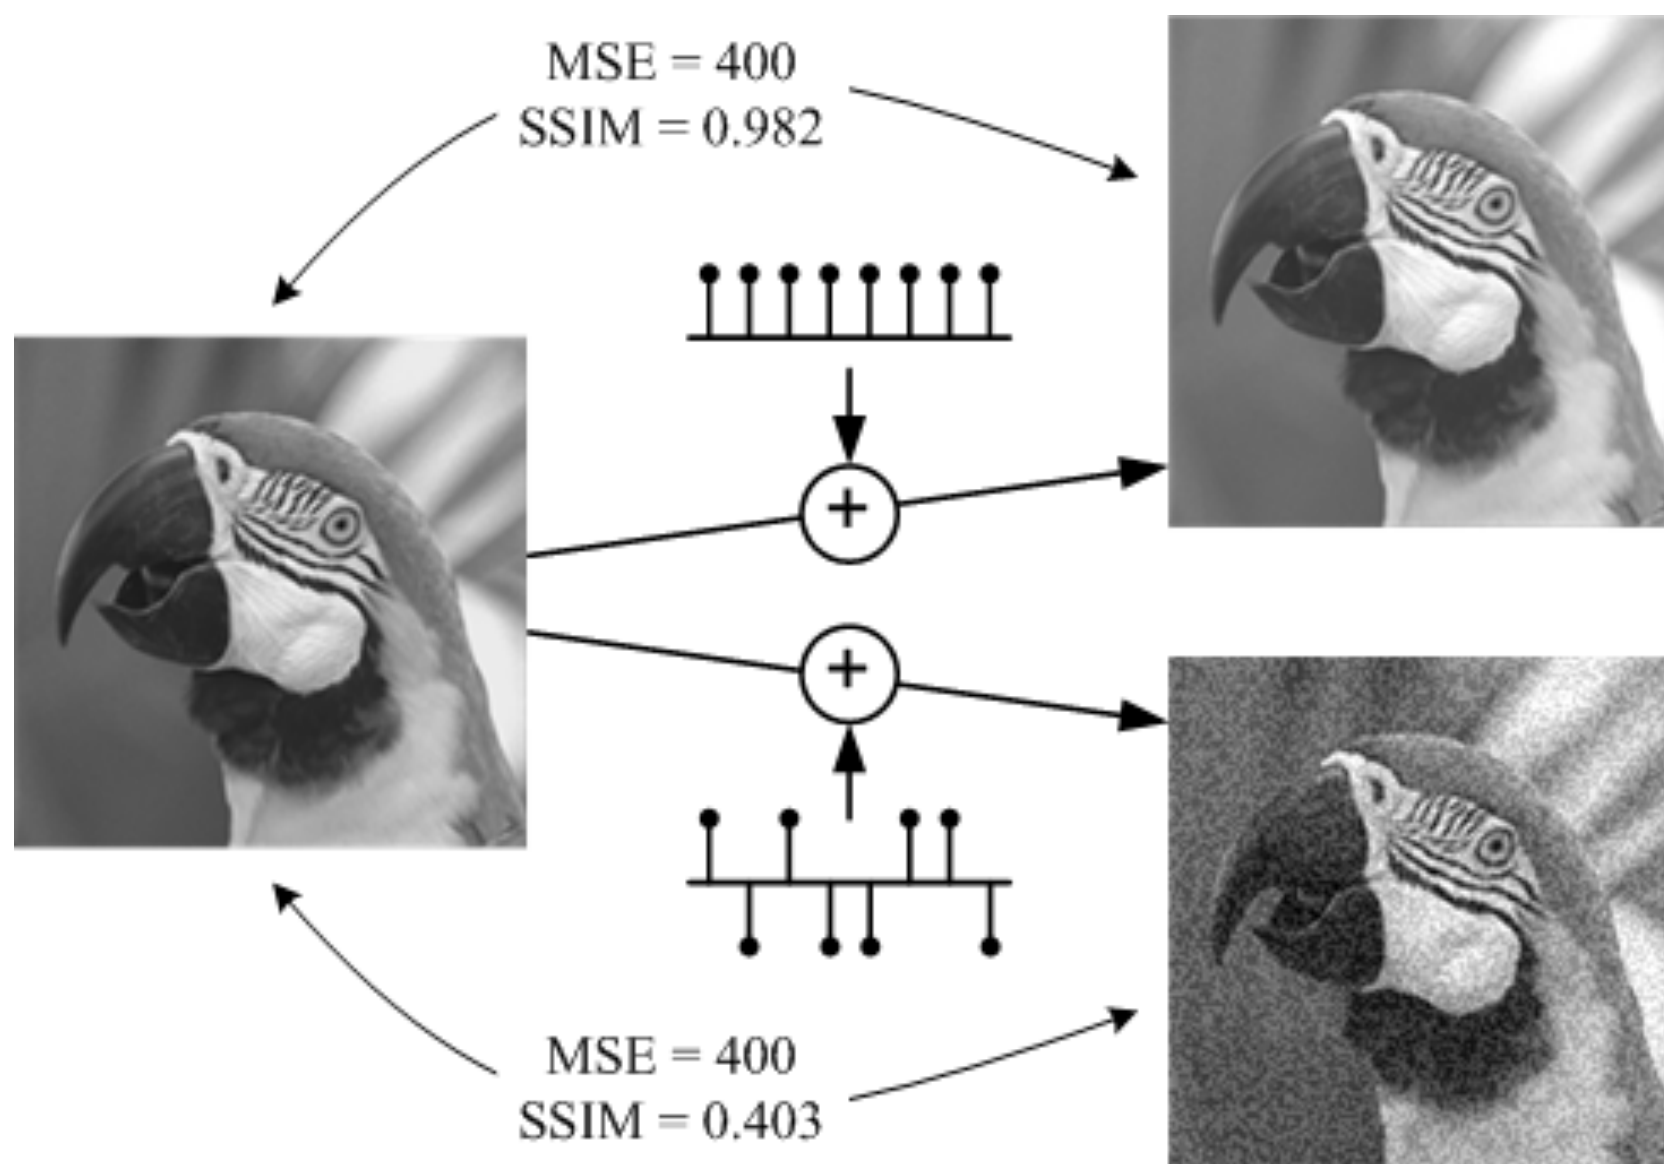 MSE = 400
SSIM = 0.982
+
+
MSE = 400
SSIM = 0.403